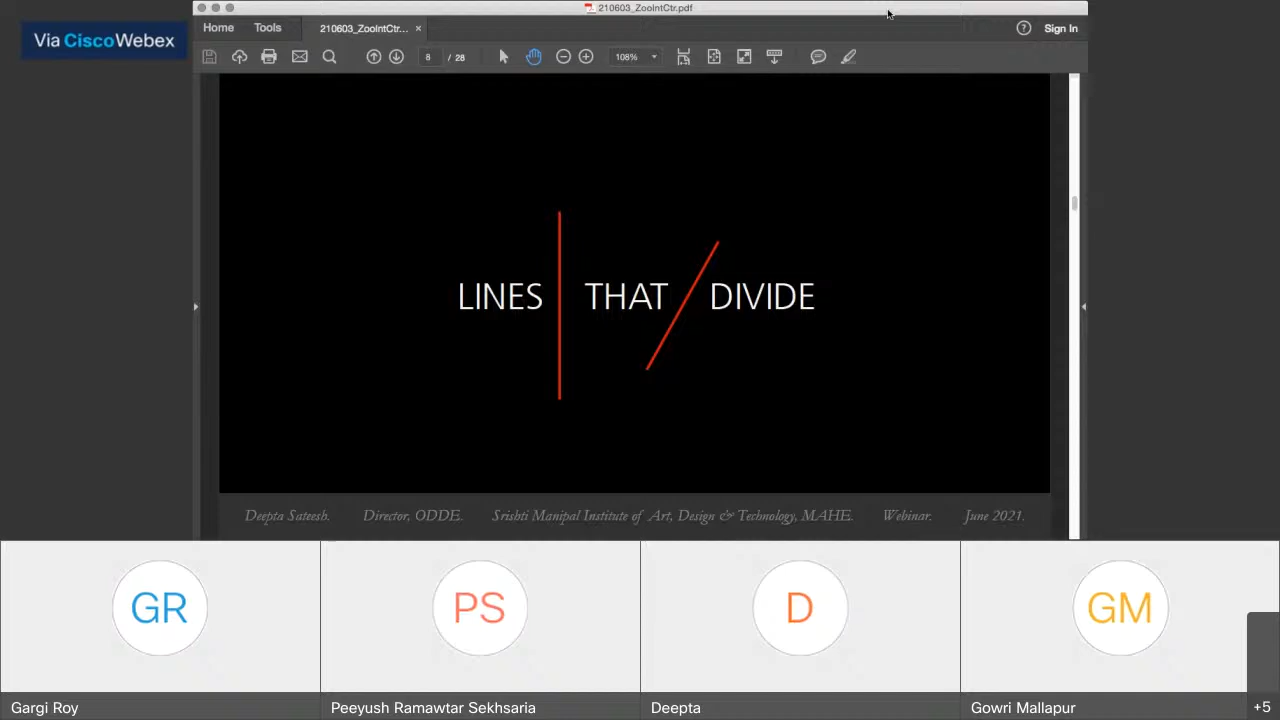 210603_ZooIntCtr.pdf
Via CiscoWebex
Home Tools 210603_ZooIntCtr... × ? Sign In
8 / 28 108%
LINES THAT DIVIDE
Deepta Sateesh. Director, ODDE. Srishti Manipal Institute of Art, Design & Technology, MAHE. Webinar. June 2021.
GR PS D GM
Gargi Roy Peeyush Ramawtar Sekhsaria Deepta Gowri Mallapur +5